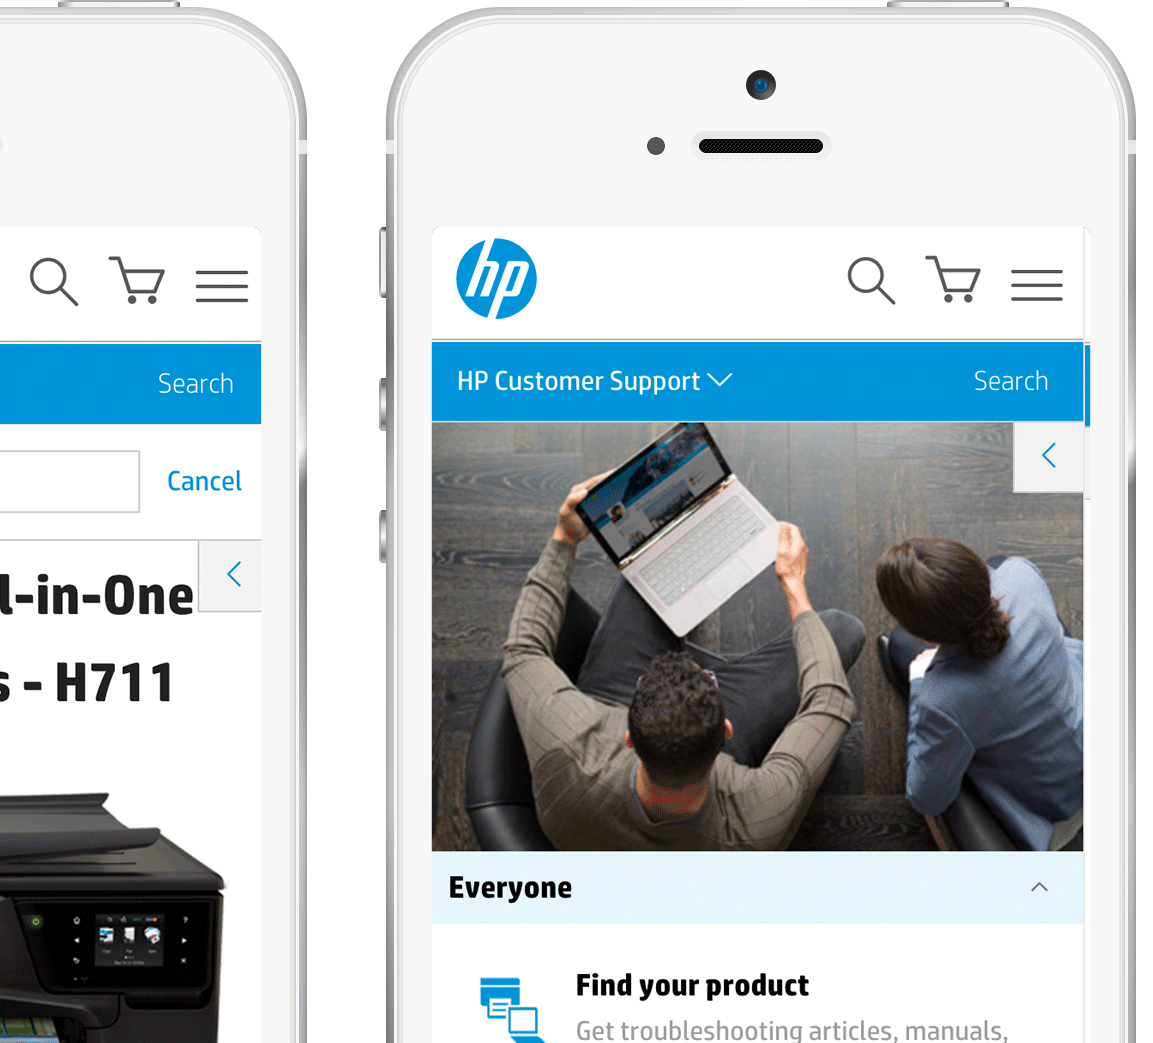 Search
Cancel
l-in-One
s - H711
hp
HP Customer Support
Search
Everyone
Find your product
Get troubleshooting articles, manuals,